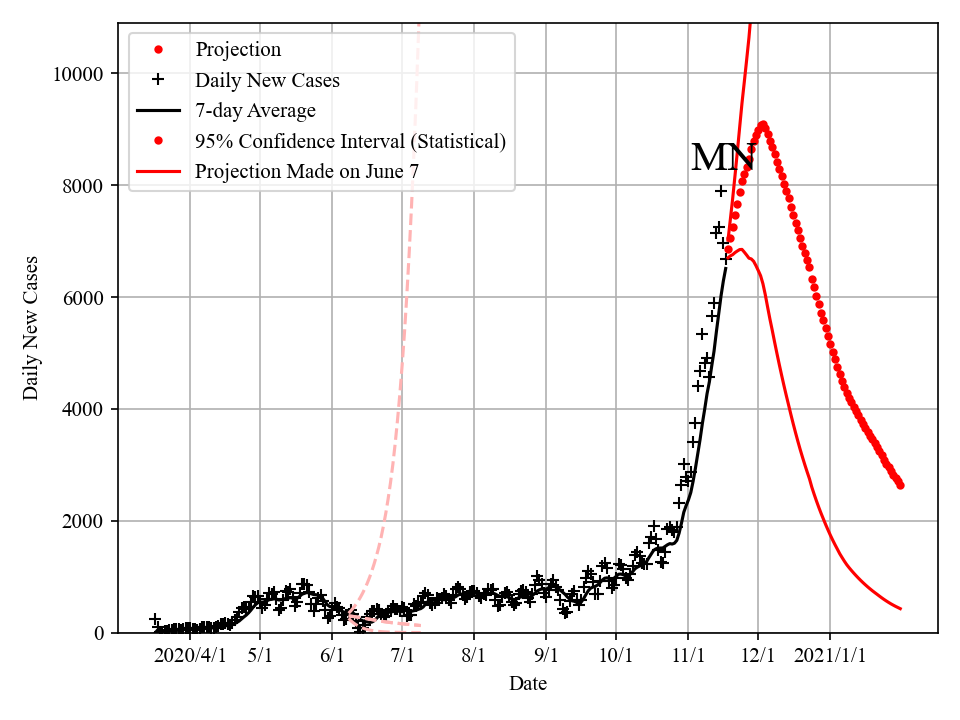 10000
8000
6000
4000
2000
0
Daily New Cases
Projection
Daily New Cases
7-day Average
95% Confidence Interval (Statistical)
Projection Made on June 7
MN
2020/4/1 5/1 6/1 7/1 8/1 9/1 10/1 11/1 12/1 2021/1/1
Date